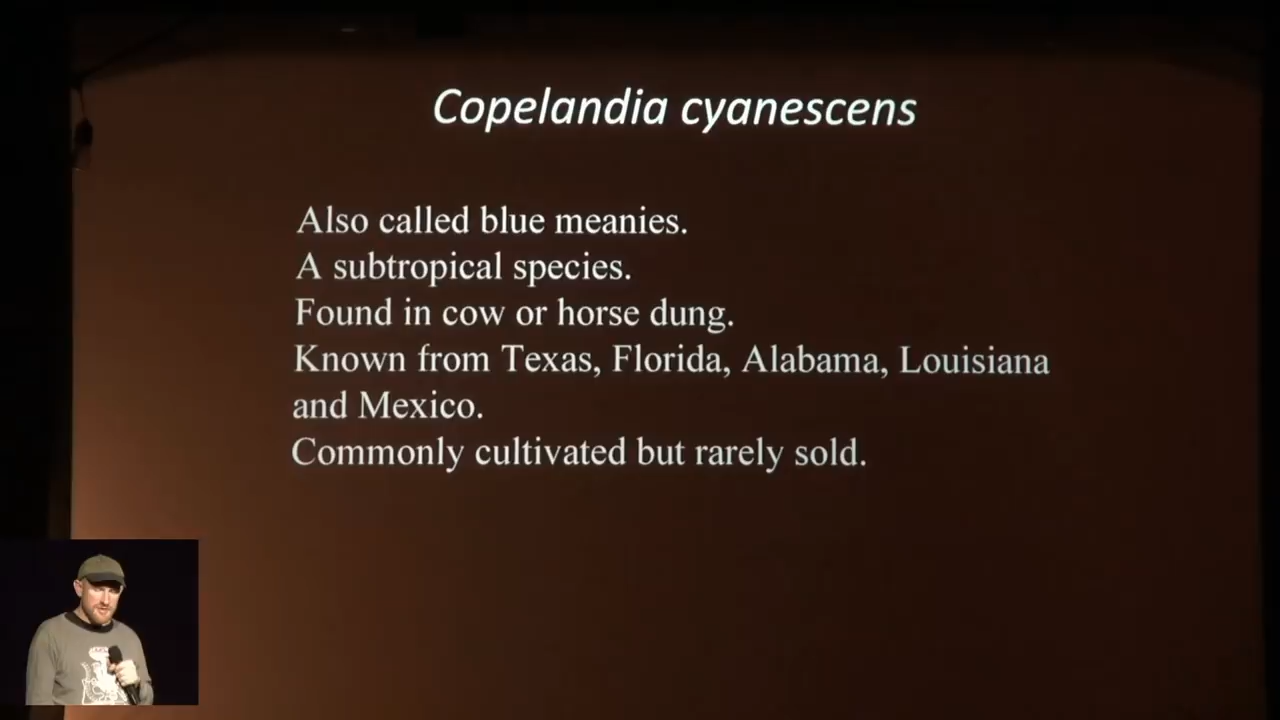 Copelandia cyanescens
Also called blue meanies.
A subtropical species.
Found in cow or horse dung.
Known from Texas, Florida, Alabama, Louisiana
and Mexico.
Commonly cultivated but rarely sold.